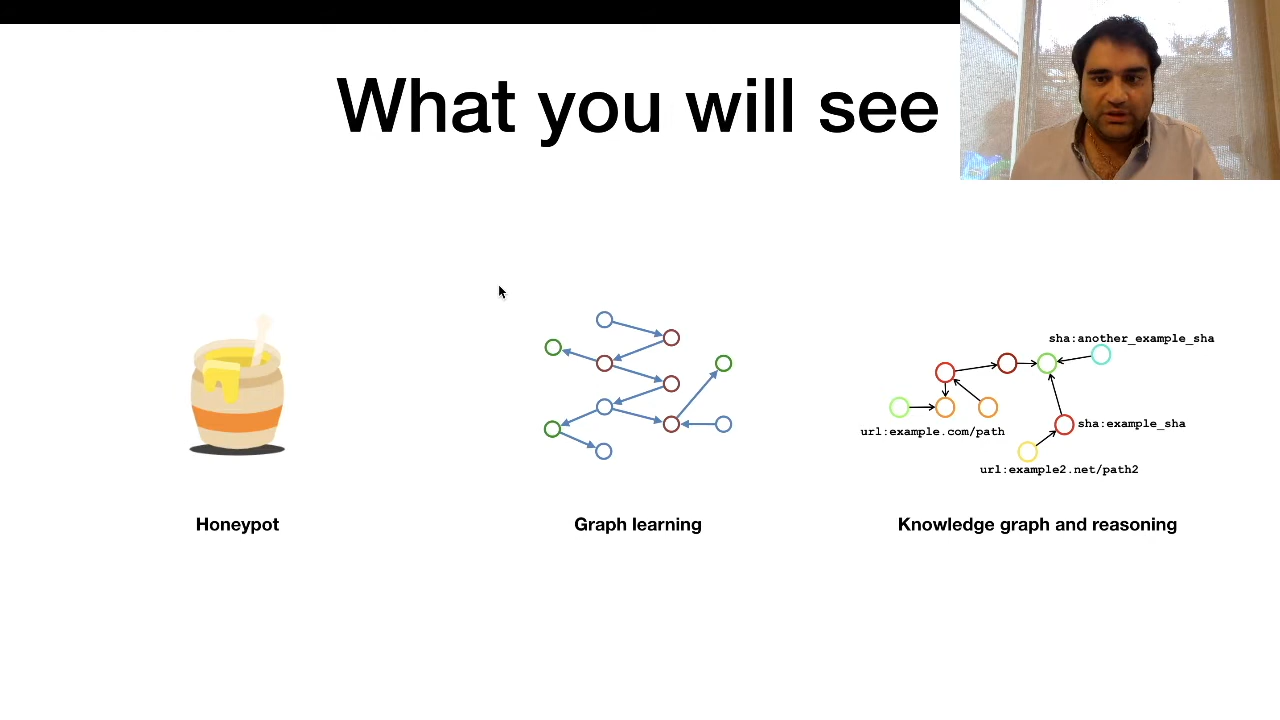 What you will see
sha:another_example_sha
url:example.com/path
sha:example_sha
url:example2.net/path2
Honeypot
Graph learning
Knowledge graph and reasoning